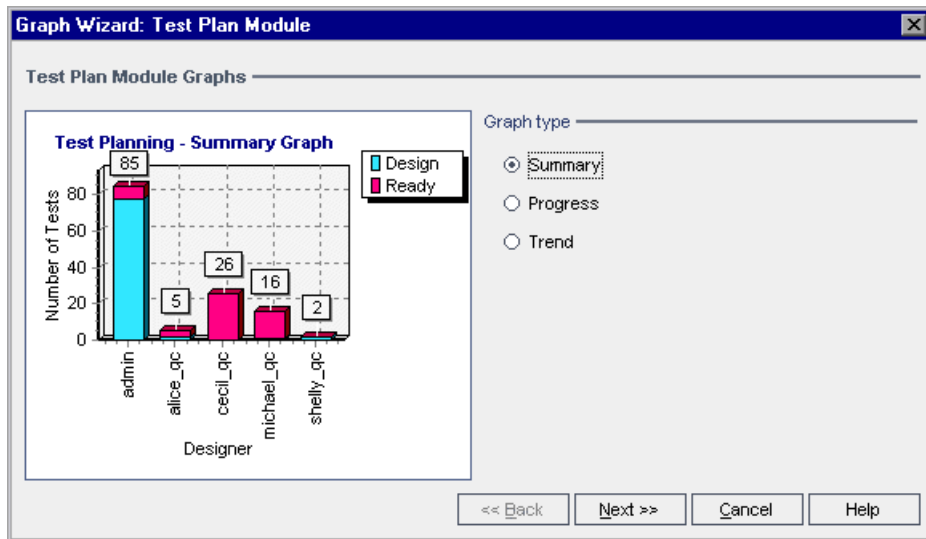 Graph Wizard: Test Plan Module
Test Plan Module Graphs
Test Planning - Summary Graph
85
Design
Ready
Number of Tests
80
60
40
20
0
5
26
16
2
admin
alice_qc
cecil_qc
michael_qc
shelly_qc
Designer
Graph type
Summary
Progress
Trend
<< Back
Next >>
Cancel
Help